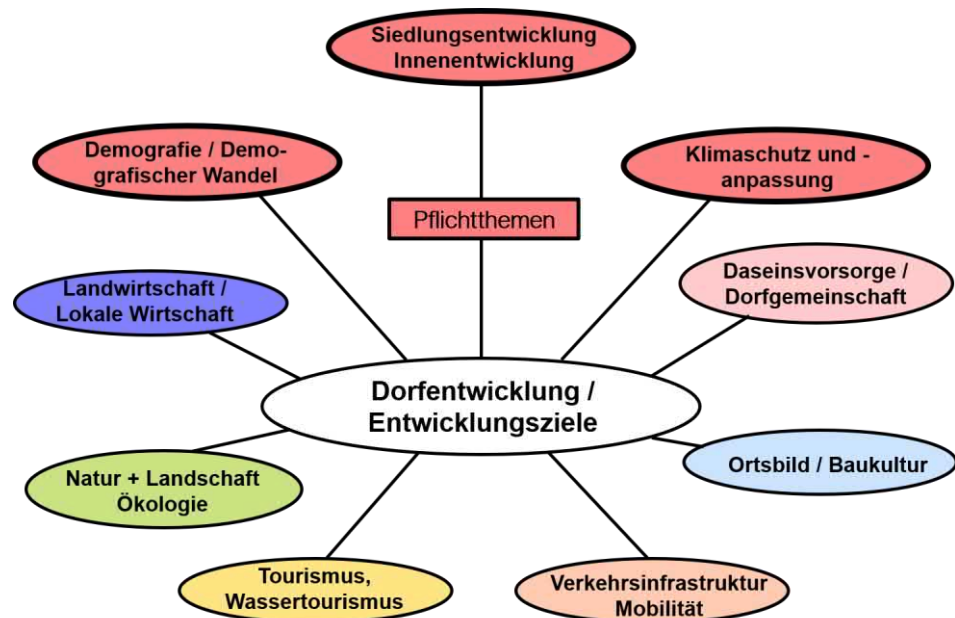 Siedlungsentwicklung
Innenentwicklung
Demografie / Demo-
grafischer Wandel
Klimaschutz und -
anpassung
Pflichtthemen
Landwirtschaft /
Lokale Wirtschaft
Daseinsvorsorge /
Dorfgemeinschaft
Dorfentwicklung /
Entwicklungsziele
Natur + Landschaft
Ökologie
Ortsbild / Baukultur
Tourismus,
Wassertourismus
Verkehrsinfrastruktur
Mobilität